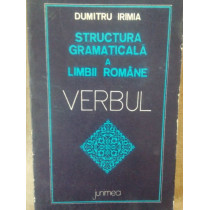 DUMITRU IRIMIA
STRUCTURA
GRAMATICALĂ
A
LIMBII ROMÂNE
VERBUL
junimea